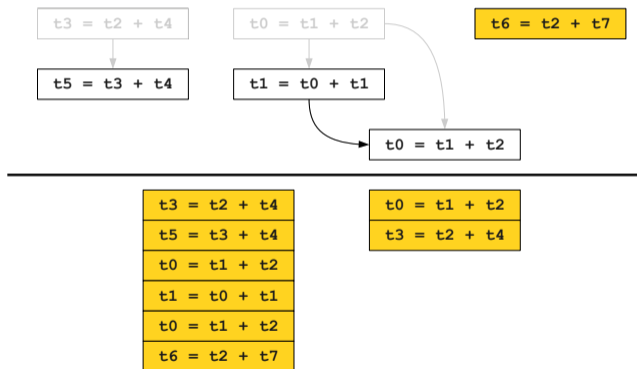 t3 = t2 + t4
t0 = t1 + t2
t6 = t2 + t7
t5 = t3 + t4
t1 = t0 + t1
t0 = t1 + t2
t3 = t2 + t4
t5 = t3 + t4
t0 = t1 + t2
t1 = t0 + t1
t0 = t1 + t2
t6 = t2 + t7
t0 = t1 + t2
t3 = t2 + t4